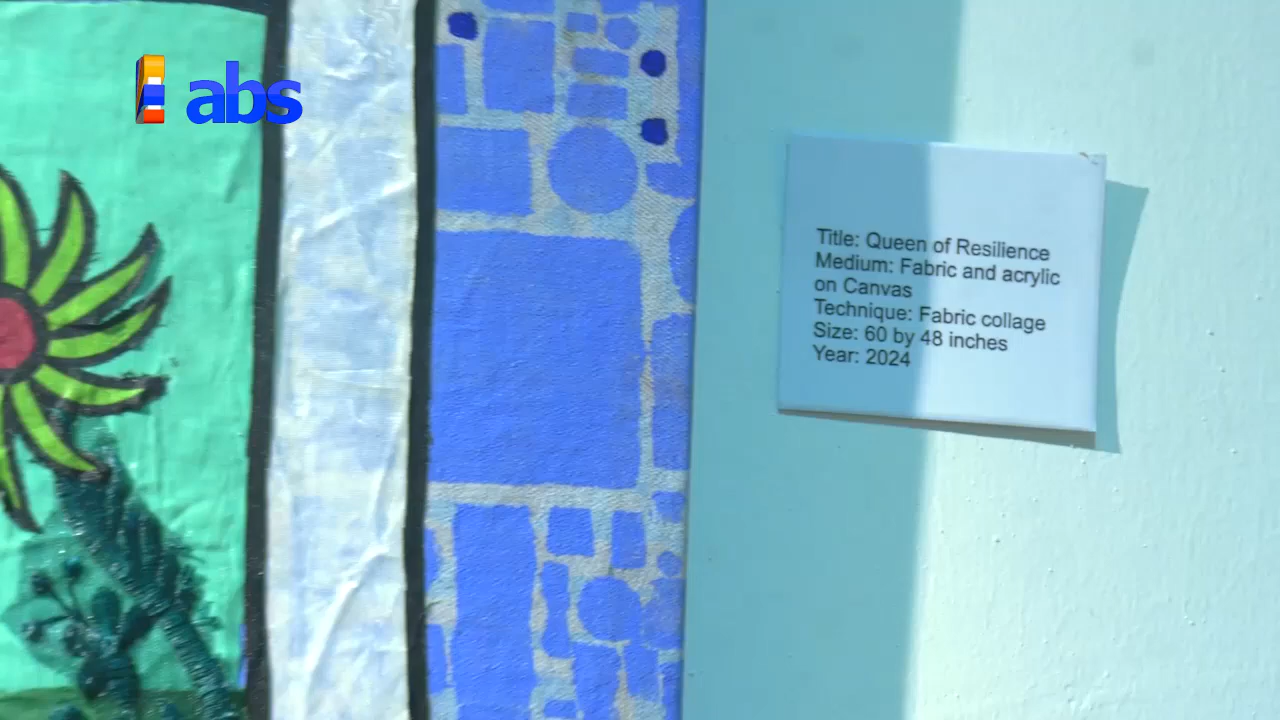 abs
Title: Queen of Resilience
Medium: Fabric and acrylic
on Canvas
Technique: Fabric collage
Size: 60 by 48 inches
Year: 2024